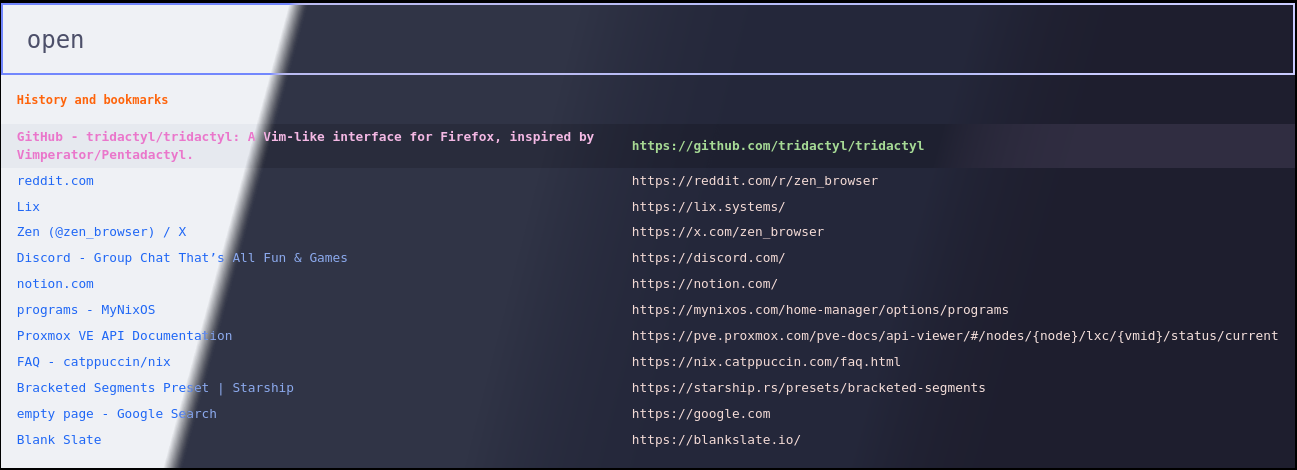 open
History and bookmarks
GitHub - tridactyl/tridactyl: A Vim-like interface for Firefox, inspired by
Vimperator/Pentadactyl.
https://github.com/tridactyl/tridactyl
reddit.com https://reddit.com/r/zen_browser
Lix https://lix.systems/
Zen (@zen_browser) / X https://x.com/zen_browser
Discord - Group Chat That’s All Fun & Games https://discord.com/
notion.com https://notion.com/
programs - MyNixOS https://mynixos.com/home-manager/options/programs
Proxmox VE API Documentation https://pve.proxmox.com/pve-docs/api-viewer/#/nodes/{node}/lxc/{vmid}/status/current
FAQ - catppuccin/nix https://nix.catppuccin.com/faq.html
Bracketed Segments Preset | Starship https://starship.rs/presets/bracketed-segments
empty page - Google Search https://google.com
Blank Slate https://blankslate.io/